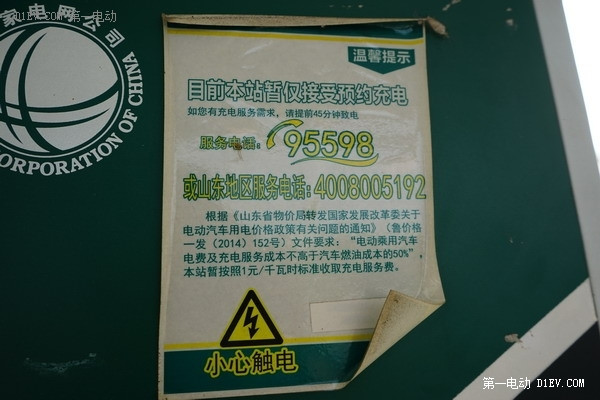 D1EV.COM 第一电动
家电网公司
CORPORATION OF CHINA
温馨提示
目前本站暂仅接受预约充电
如您有充电服务需求，请提前45分钟致电
服务电话：95598
或山东地区服务电话：4008005192
根据《山东省物价局转发国家发展改革委关于
电动汽车用电价格政策有关问题的通知》（鲁价格
一发（2014）152号）文件要求：“电动乘用汽车
电费及充电服务成本不高于汽车燃油成本的50%”，
本站暂按照1元/千瓦时标准收取充电服务费。
小心触电
第一电动 D1EV.COM